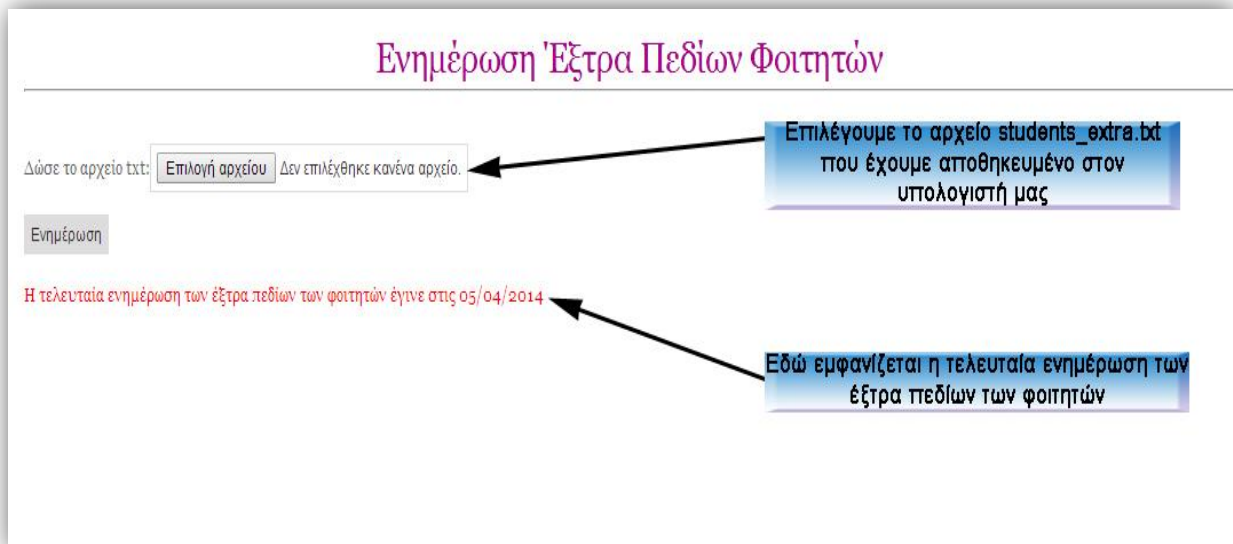 Ενημέρωση Έξτρα Πεδίων Φοιτητών
Δώσε το αρχείο txt: Επιλογή αρχείου Δεν επιλέχθηκε κανένα αρχείο.
Επιλέγουμε το αρχείο students_extra.txt
που έχουμε αποθηκευμένο στον
υπολογιστή μας
Ενημέρωση
Η τελευταία ενημέρωση των έξτρα πεδίων των φοιτητών έγινε στις 05/04/2014
Εδώ εμφανίζεται η τελευταία ενημέρωση των
έξτρα πεδίων των φοιτητών